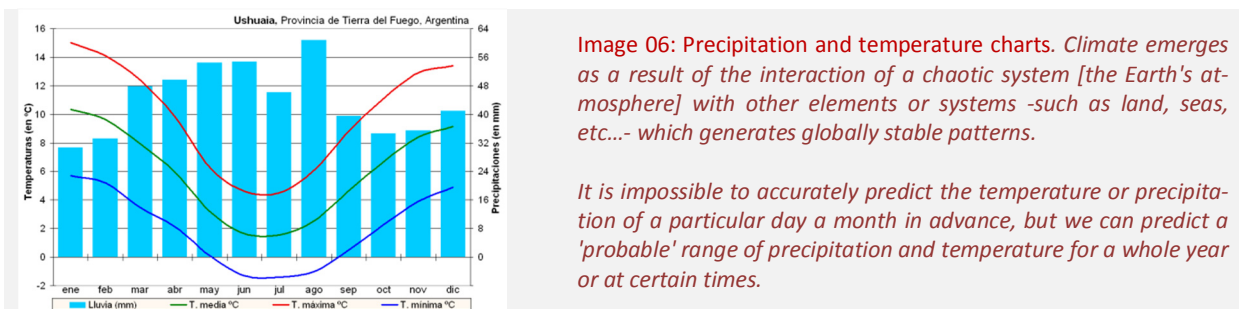 Ushuaia, Provincia de Tierra del Fuego, Argentina
16
14
12
10
8
6
4
2
0
-2
Temperaturas (en ºC)
64
56
48
40
32
24
16
8
0
Precipitaciones (en mm)
ene feb mar abr may jun jul ago sep oct nov dic
Lluvia (mm) T. media ºC T. máxima ºC T. mínima ºC
Image 06: Precipitation and temperature charts. Climate emerges
as a result of the interaction of a chaotic system [the Earth's at-
mosphere] with other elements or systems -such as land, seas,
etc...- which generates globally stable patterns.
It is impossible to accurately predict the temperature or precipita-
tion of a particular day a month in advance, but we can predict a
'probable' range of precipitation and temperature for a whole year
or at certain times.